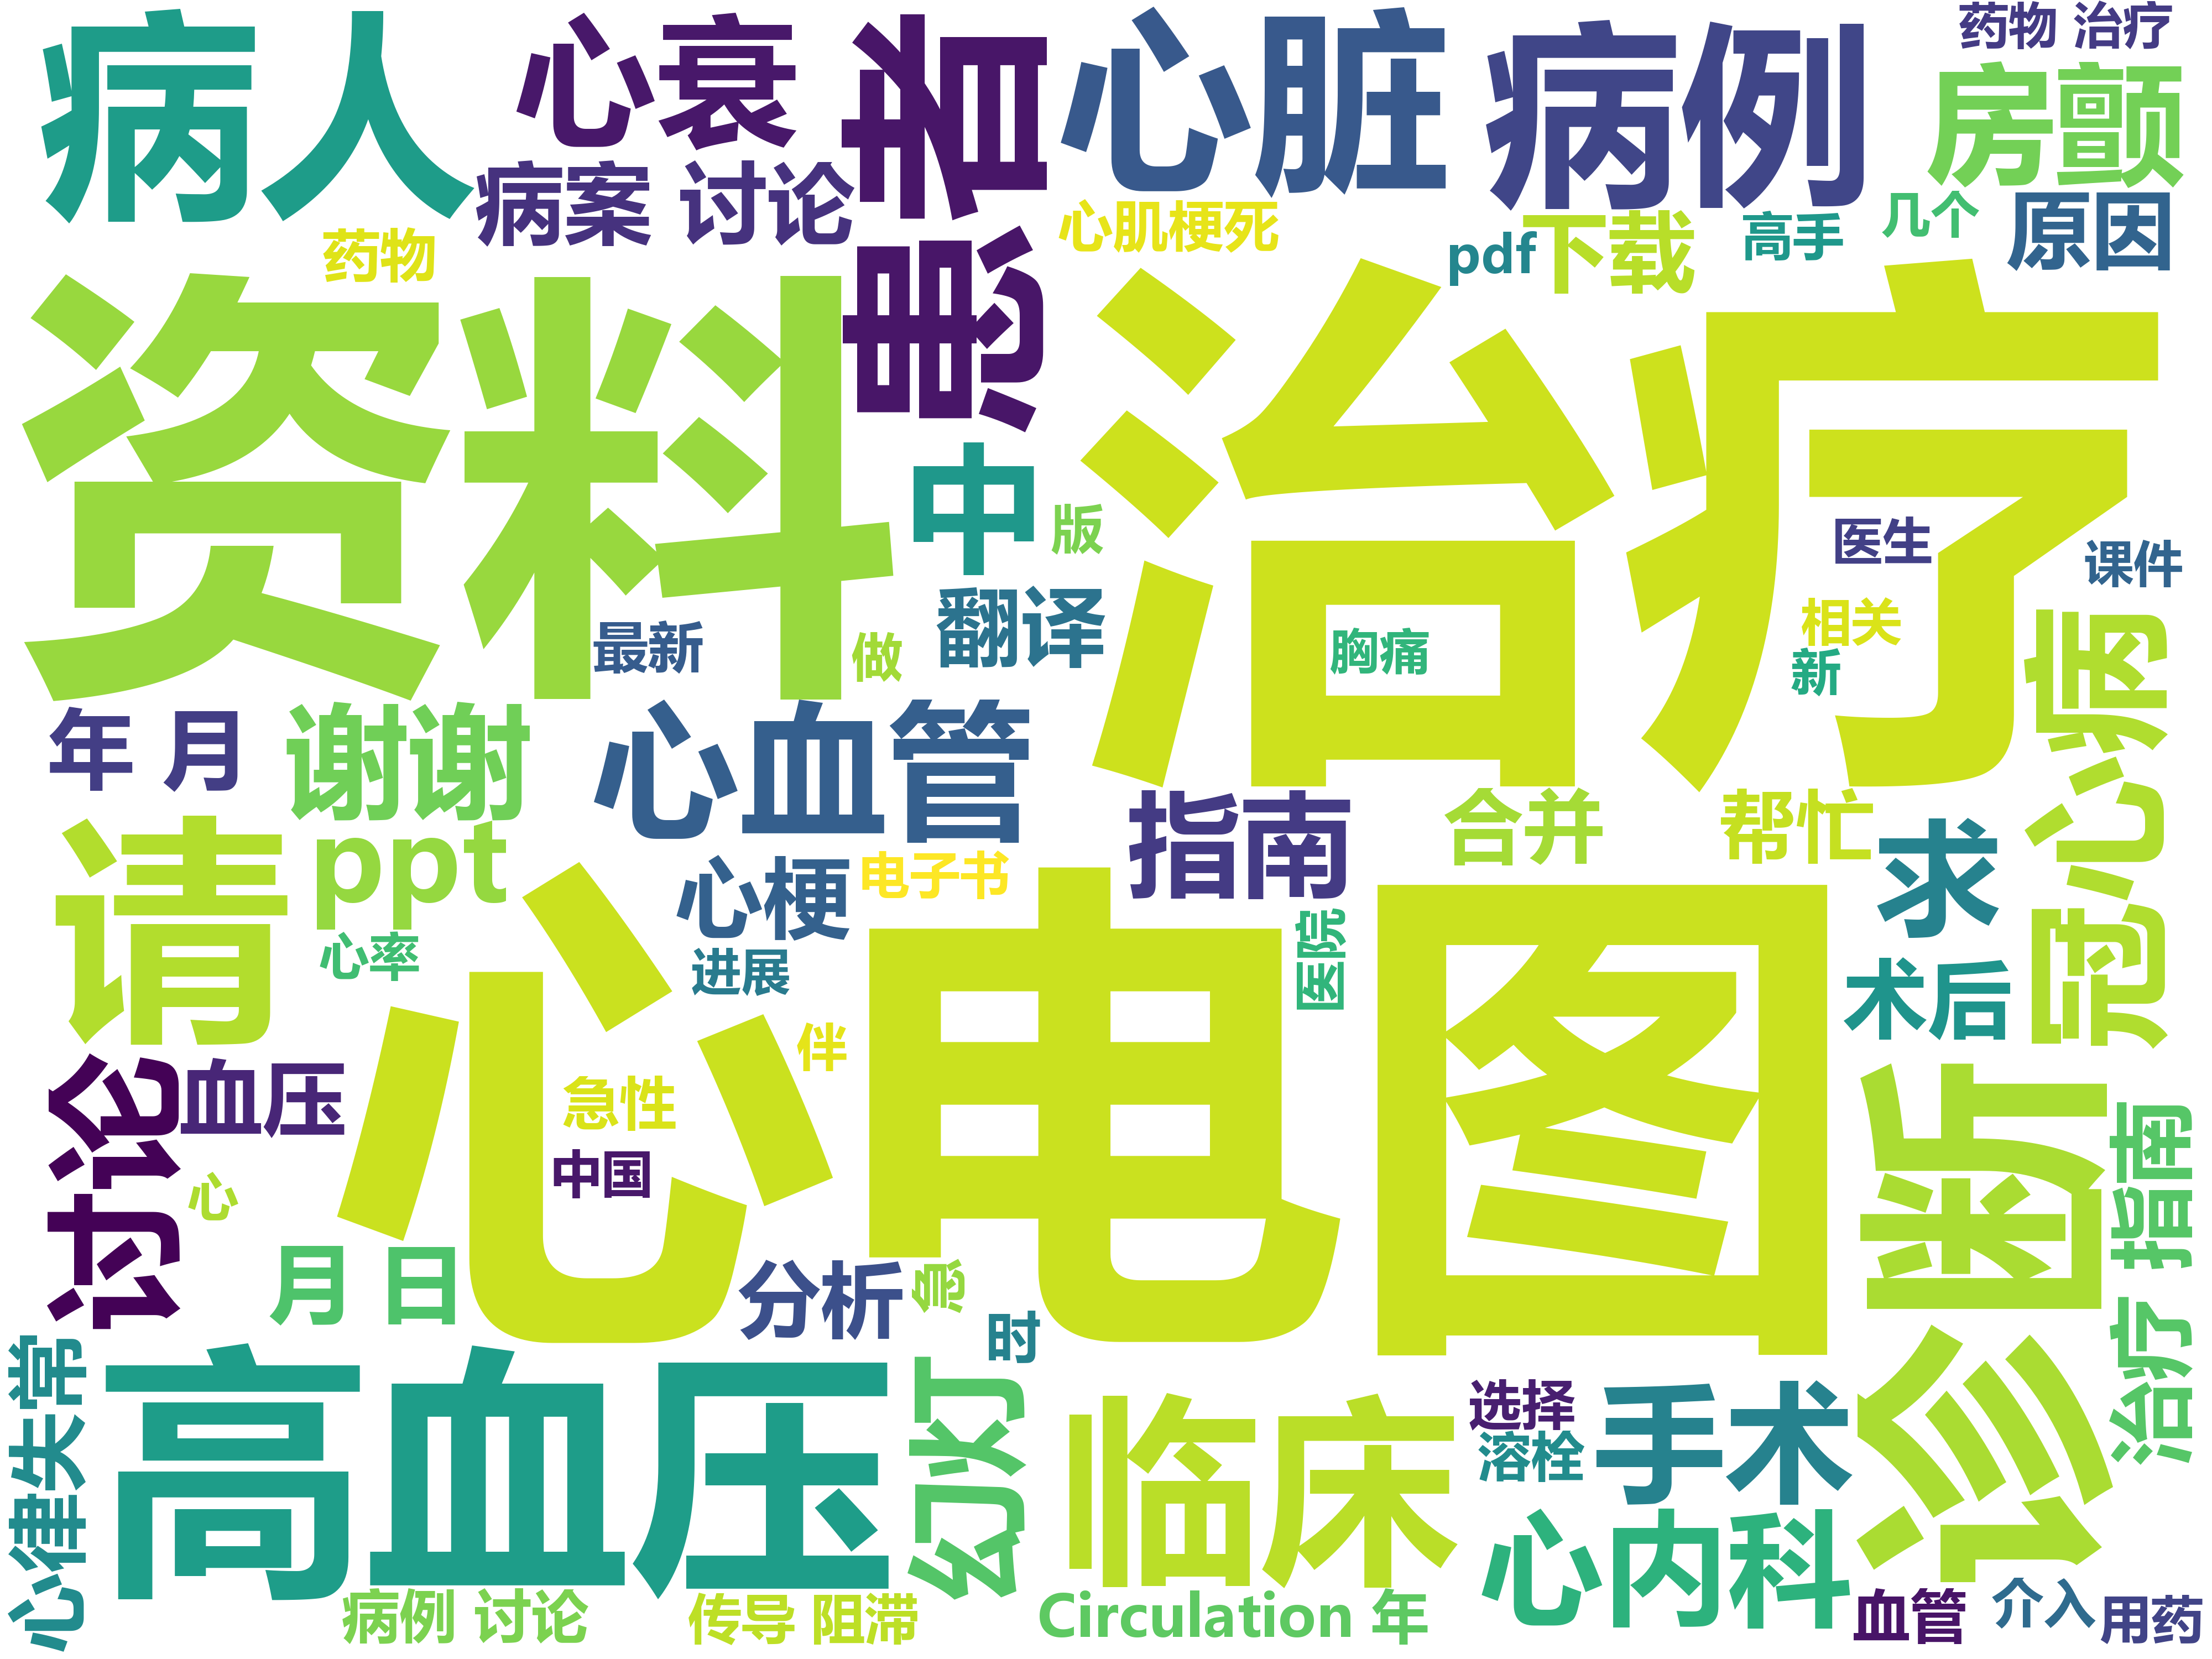 病人
心衰
患者
心脏
病例
药物 治疗
房颤
病案 讨论
心肌梗死
pdf
下载
高手
几个
原因
药物
资料
治疗
中
版
医生
课件
翻译
最新
做
胸痛
相关
新
冠心病
年 月
谢谢
心血管
指南
合并
帮忙
求
请
ppt
心梗
电子书
心电图
医院
心率
进展
术后
伴
讨论
血压
急性
中国
心
诊断
治疗 指南
月 日
分析
时
心律失常
高血压
幻灯
临床
选择
溶栓
手术
心内科
病例 讨论
传导 阻滞
Circulation 年
血管
介入
用药